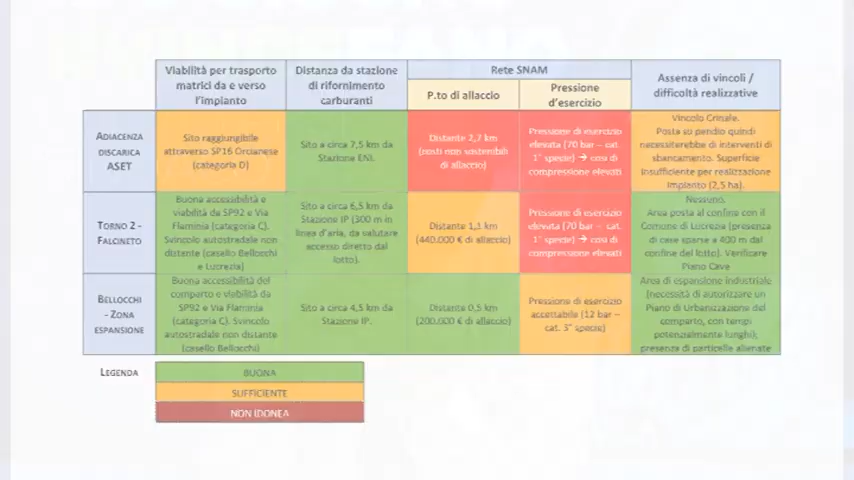 Viabilità per trasporto
matrici da e verso
l'impianto
Distanza da stazione
di rifornimento
carburanti
Rete SNAM
P.to di allaccio
Pressione
d'esercizio
Assenza di vincoli /
difficoltà realizzative
ADIACENZA
DISCARICA
ASET
Sito raggiungibile
attraverso SP16 Orcianese
(categoria D)
Sito a circa 7,5 km da
Stazione ENI.
Distante 2,7 km
(costi non sostenibili
di allaccio)
Pressione di esercizio
elevata (70 bar – cat.
1° specie) → costi di
compressione elevati
Vincolo Crinale.
Posta su pendio quindi
necessiterebbe di interventi di
sbancamento. Superficie
insufficiente per realizzazione
impianto (2,5 ha).
TORNO 2 -
FALCINETO
Buona accessibilità e
viabilità da SP92 e Via
Flaminia (categoria C).
Svincolo autostradale non
distante (casello Bellocchi
e Lucrezia)
Sito a circa 6,5 km da
Stazione IP (300 m in
linea d'aria, da valutare
accesso diretto dal
lotto).
Distante 1,3 km
(440.000 € di allaccio)
Pressione di esercizio
elevata (70 bar – cat.
1° specie) → costi di
compressione elevati
Nessuno.
Area posta al confine con il
Comune di Lucrezia (presenza
di case sparse a 400 m dal
confine del lotto). Verificare
Piano Cave
BELLOCCHI
- ZONA
ESPANSIONE
Buona accessibilità del
comparto e viabilità da
SP92 e Via Flaminia
(categoria C). Svincolo
autostradale non distante
(casello Bellocchi)
Sito a circa 4,5 km da
Stazione IP.
Distante 0,5 km
(200.000 € di allaccio)
Pressione di esercizio
accettabile (12 bar –
cat. 3° specie)
Area di espansione industriale
(necessità di autorizzare un
Piano di Urbanizzazione del
comparto, con tempi
potenzialmente lunghi);
presenza di particelle alienate
LEGENDA
BUONA
SUFFICIENTE
NON IDONEA